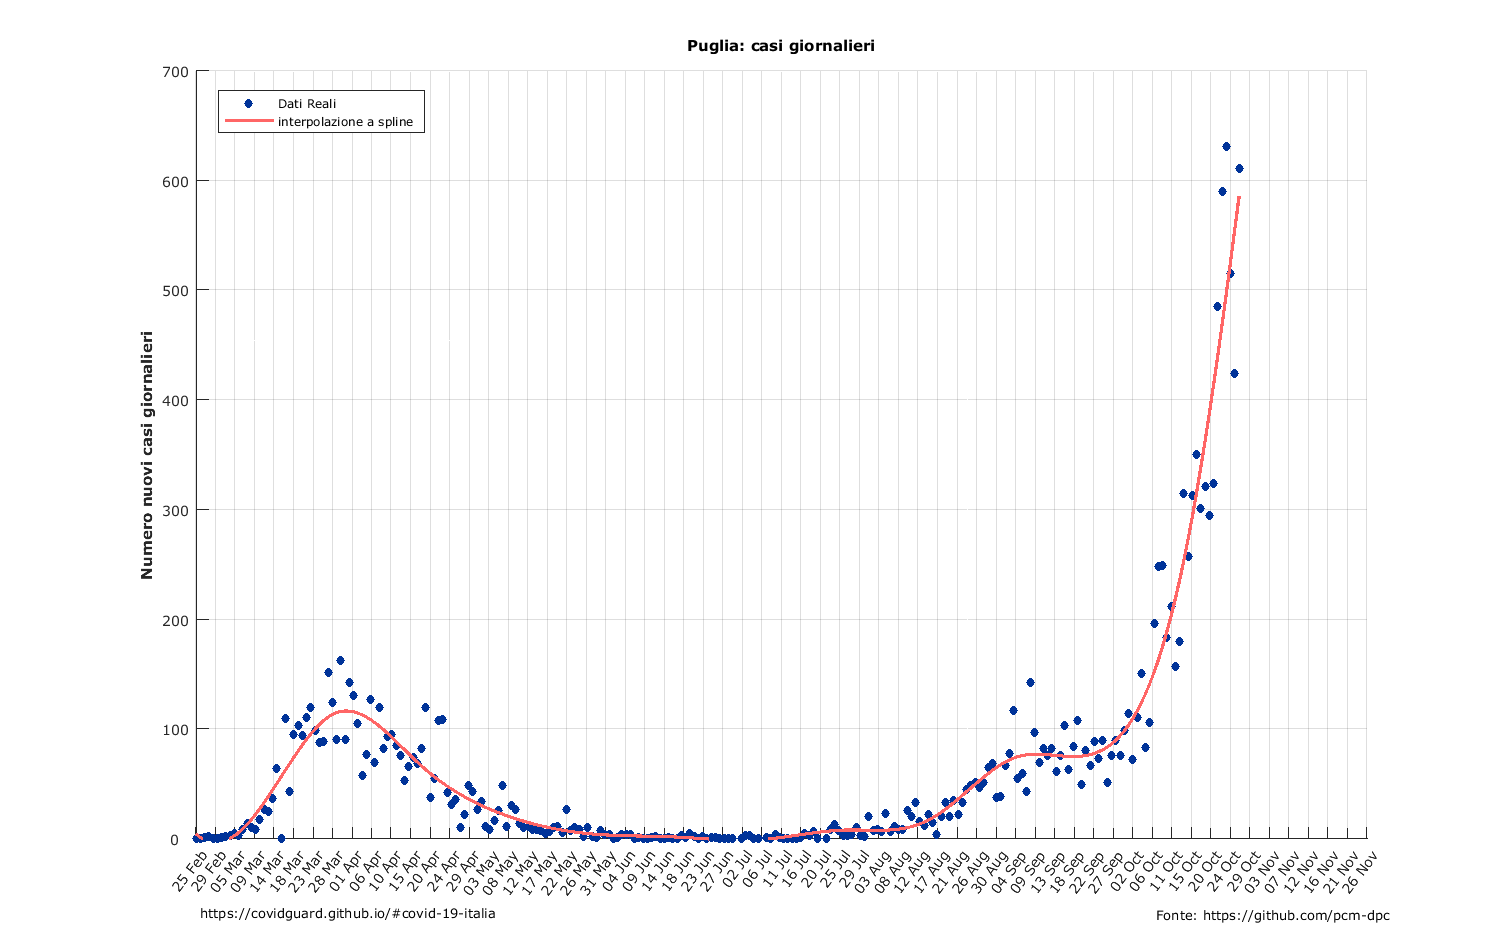 Puglia: casi giornalieri
Dati Reali
interpolazione a spline
Numero nuovi casi giornalieri
700
600
500
400
300
200
100
0
25 Feb
29 Feb
05 Mar
09 Mar
14 Mar
18 Mar
23 Mar
28 Mar
01 Apr
06 Apr
10 Apr
15 Apr
20 Apr
24 Apr
29 Apr
03 May
08 May
12 May
17 May
22 May
26 May
31 May
04 Jun
09 Jun
14 Jun
18 Jun
23 Jun
27 Jun
02 Jul
06 Jul
11 Jul
16 Jul
20 Jul
25 Jul
29 Jul
03 Aug
08 Aug
12 Aug
17 Aug
21 Aug
26 Aug
30 Aug
04 Sep
09 Sep
13 Sep
18 Sep
22 Sep
27 Sep
02 Oct
06 Oct
11 Oct
15 Oct
20 Oct
24 Oct
29 Oct
03 Nov
07 Nov
12 Nov
16 Nov
21 Nov
26 Nov
https://covidguard.github.io/#covid-19-italia
Fonte: https://github.com/pcm-dpc